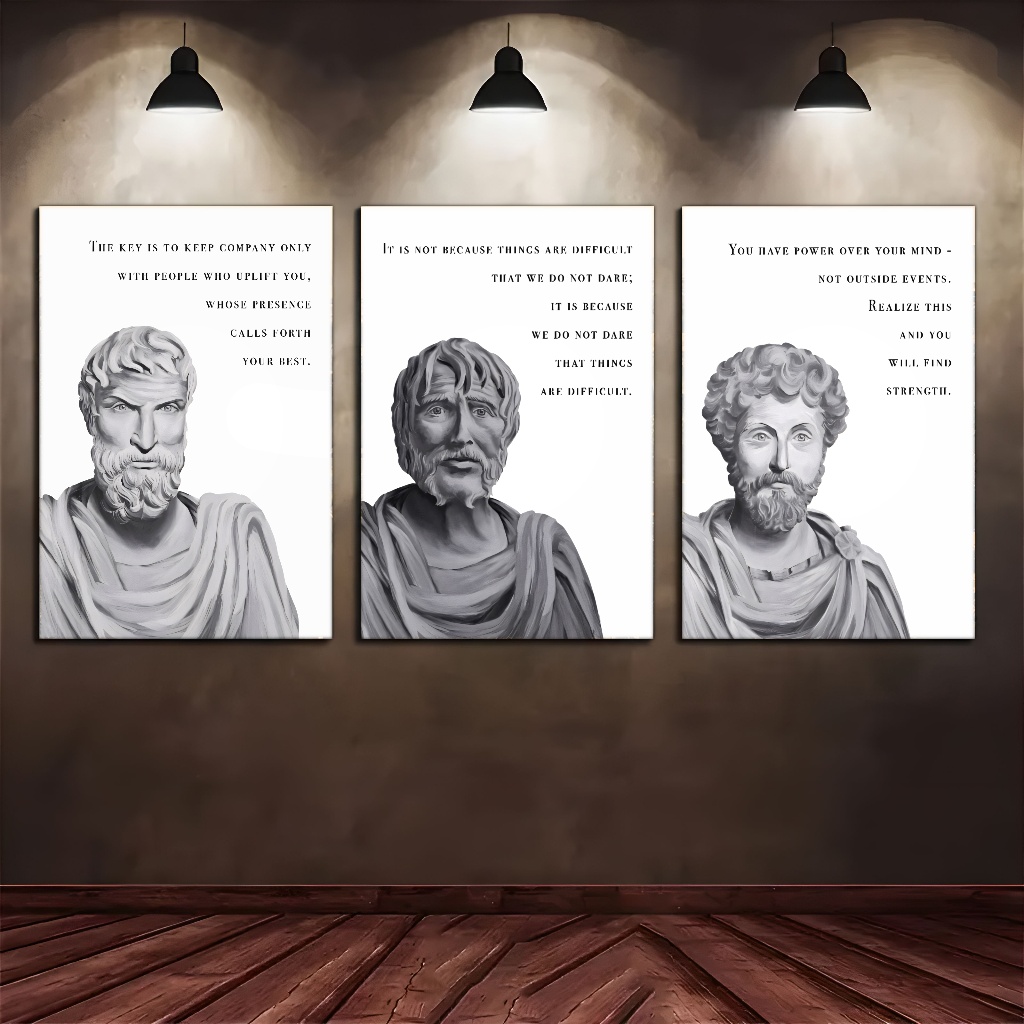 The key is to keep company only
with people who uplift you,
whose presence
calls forth
your best.
It is not because things are difficult
that we do not dare;
it is because
we do not dare
that things
are difficult.
You have power over your mind -
not outside events.
Realize this
and you
will find
strength.